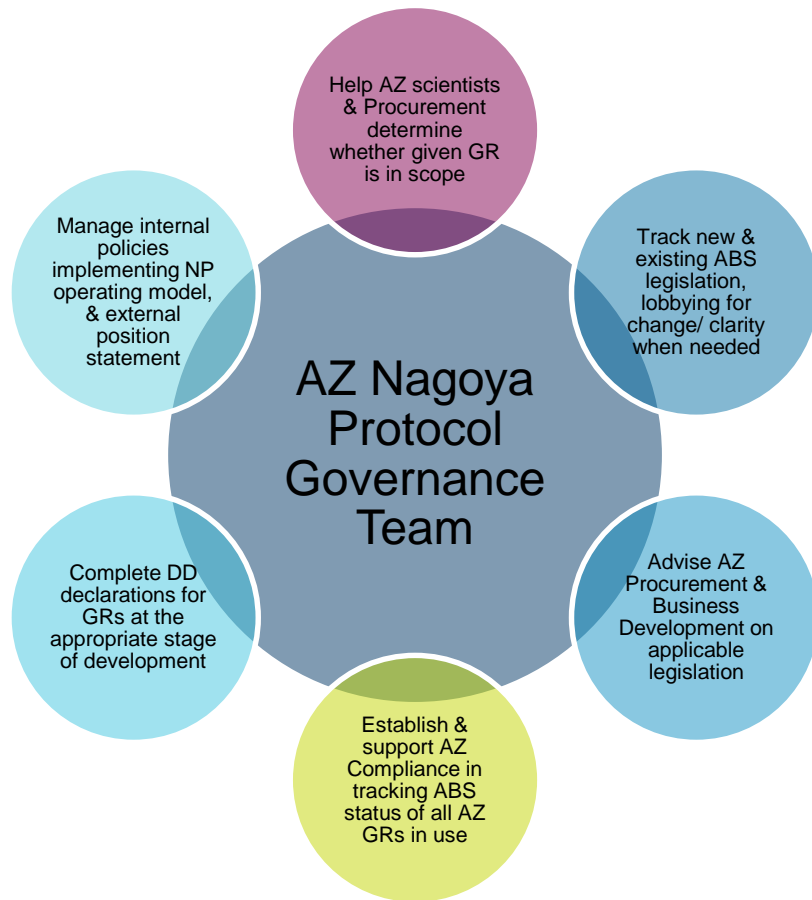 Help AZ scientists
& Procurement
determine
whether given GR
is in scope
Track new &
existing ABS
legislation,
lobbying for
change/ clarity
when needed
Advise AZ
Procurement &
Business
Development on
applicable
legislation
Establish &
support AZ
Compliance in
tracking ABS
status of all AZ
GRs in use
Complete DD
declarations for
GRs at the
appropriate stage
of development
Manage internal
policies
implementing NP
operating model,
& external
position
statement
AZ Nagoya
Protocol
Governance
Team